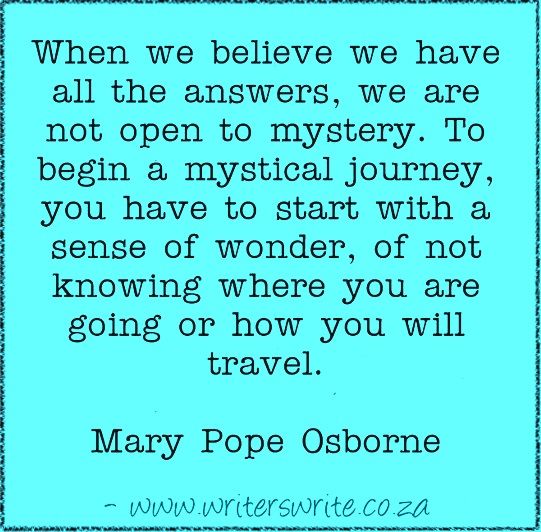 When we believe we have
all the answers, we are
not open to mystery. To
begin a mystical journey,
you have to start with a
sense of wonder, of not
knowing where you are
going or how you will
travel.
Mary Pope Osborne
- www.writerswrite.co.za